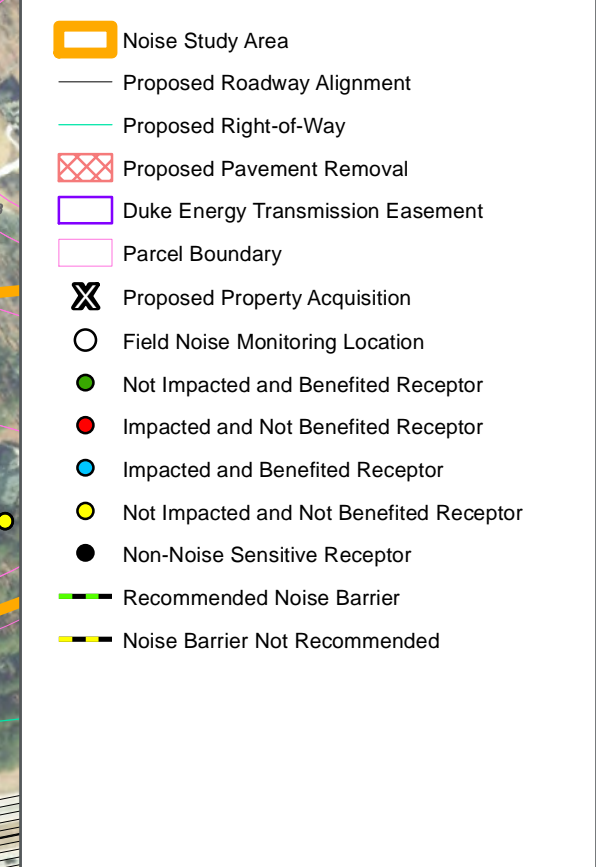 Noise Study Area
Proposed Roadway Alignment
Proposed Right-of-Way
Proposed Pavement Removal
Duke Energy Transmission Easement
Parcel Boundary
Proposed Property Acquisition
Field Noise Monitoring Location
Not Impacted and Benefited Receptor
Impacted and Not Benefited Receptor
Impacted and Benefited Receptor
Not Impacted and Not Benefited Receptor
Non-Noise Sensitive Receptor
Recommended Noise Barrier
Noise Barrier Not Recommended